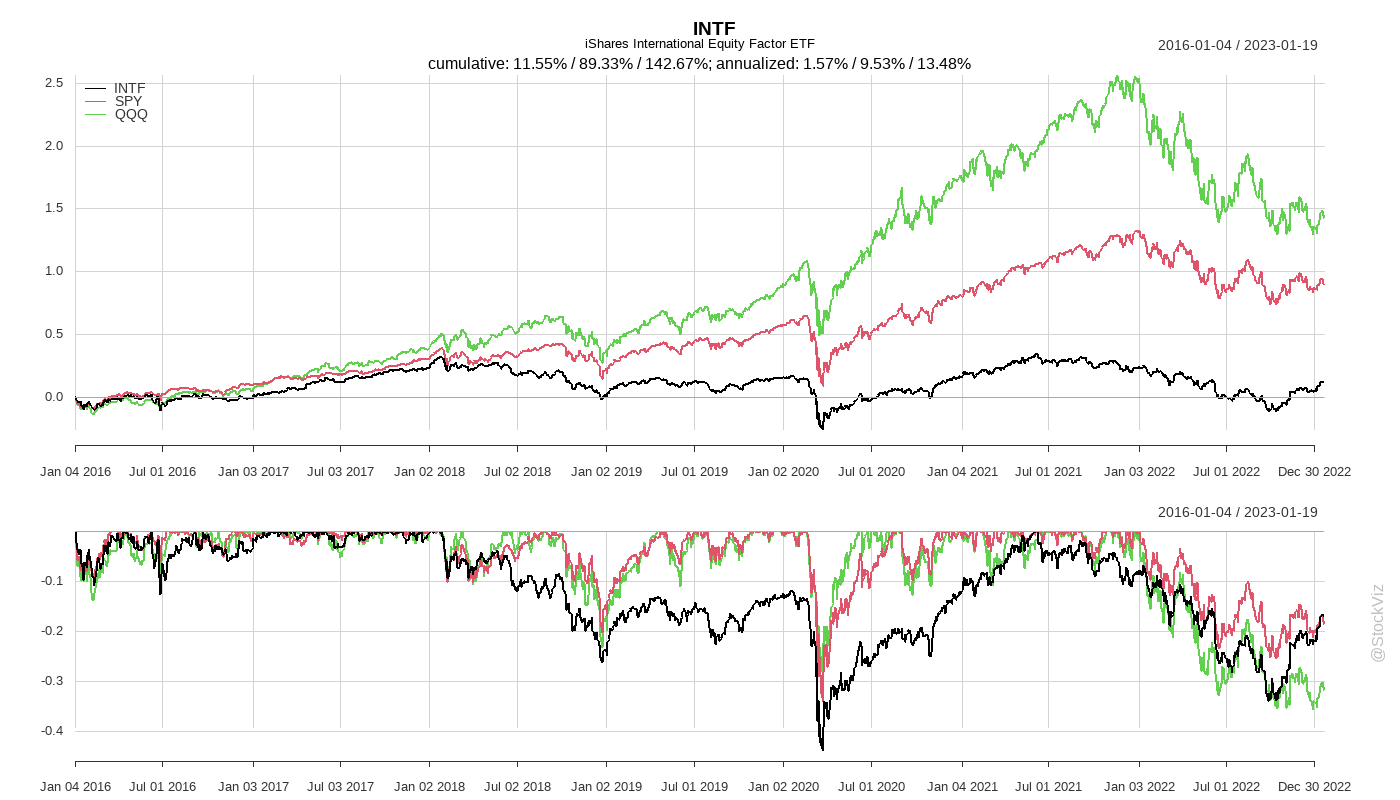 INTF
iShares International Equity Factor ETF
2016-01-04 / 2023-01-19
cumulative: 11.55% / 89.33% / 142.67%; annualized: 1.57% / 9.53% / 13.48%
INTF
SPY
QQQ
2.5
2.0
1.5
1.0
0.5
0.0
Jan 04 2016 Jul 01 2016 Jan 03 2017 Jul 03 2017 Jan 02 2018 Jul 02 2018 Jan 02 2019 Jul 01 2019 Jan 02 2020 Jul 01 2020 Jan 04 2021 Jul 01 2021 Jan 03 2022 Jul 01 2022 Dec 30 2022
2016-01-04 / 2023-01-19
-0.1
-0.2
-0.3
-0.4
Jan 04 2016 Jul 01 2016 Jan 03 2017 Jul 03 2017 Jan 02 2018 Jul 02 2018 Jan 02 2019 Jul 01 2019 Jan 02 2020 Jul 01 2020 Jan 04 2021 Jul 01 2021 Jan 03 2022 Jul 01 2022 Dec 30 2022
@StockViz